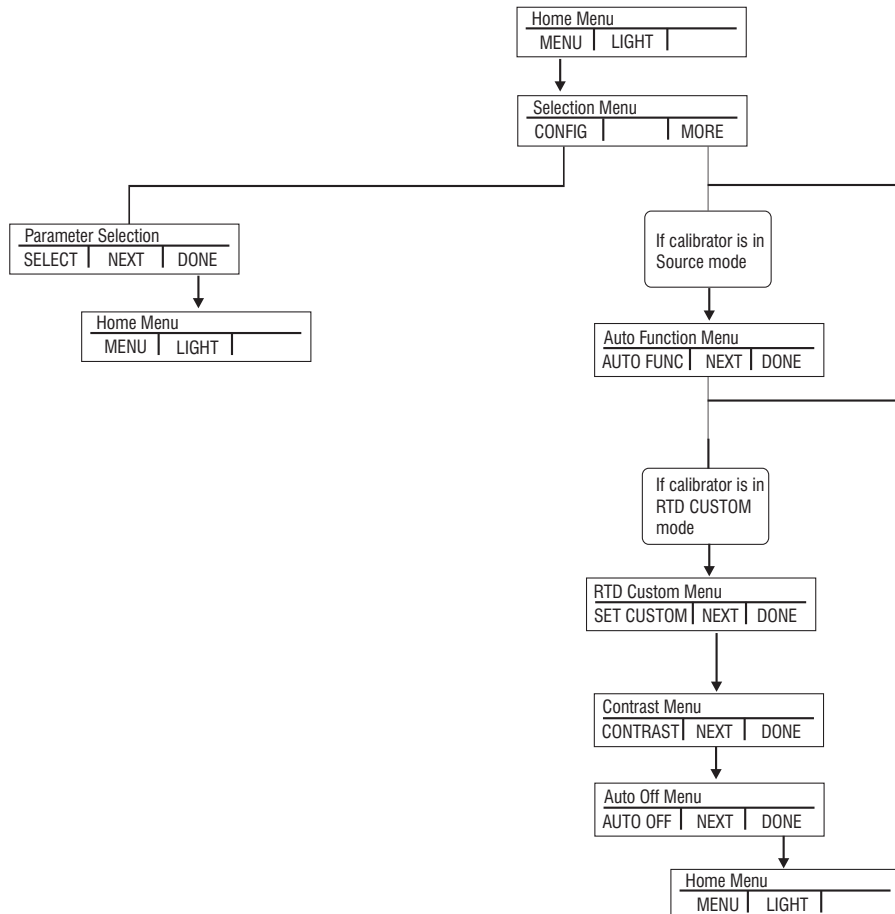 Home Menu
MENU LIGHT
Selection Menu
CONFIG MORE
Parameter Selection
SELECT NEXT DONE
Home Menu
MENU LIGHT
If calibrator is in
Source mode
Auto Function Menu
AUTO FUNC NEXT DONE
If calibrator is in
RTD CUSTOM
mode
RTD Custom Menu
SET CUSTOM NEXT DONE
Contrast Menu
CONTRAST NEXT DONE
Auto Off Menu
AUTO OFF NEXT DONE
Home Menu
MENU LIGHT